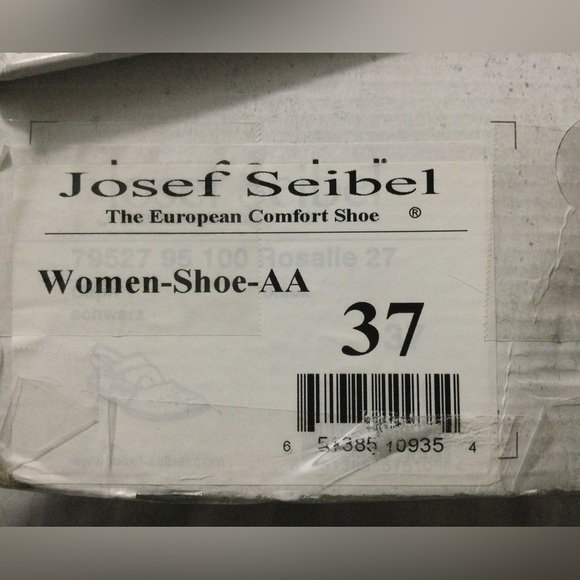 Josef Seibel
The European Comfort Shoe ®
79527 95 100 Rosalie 27
Women-Shoe-AA
schwarz
37
6 51385 10935 4